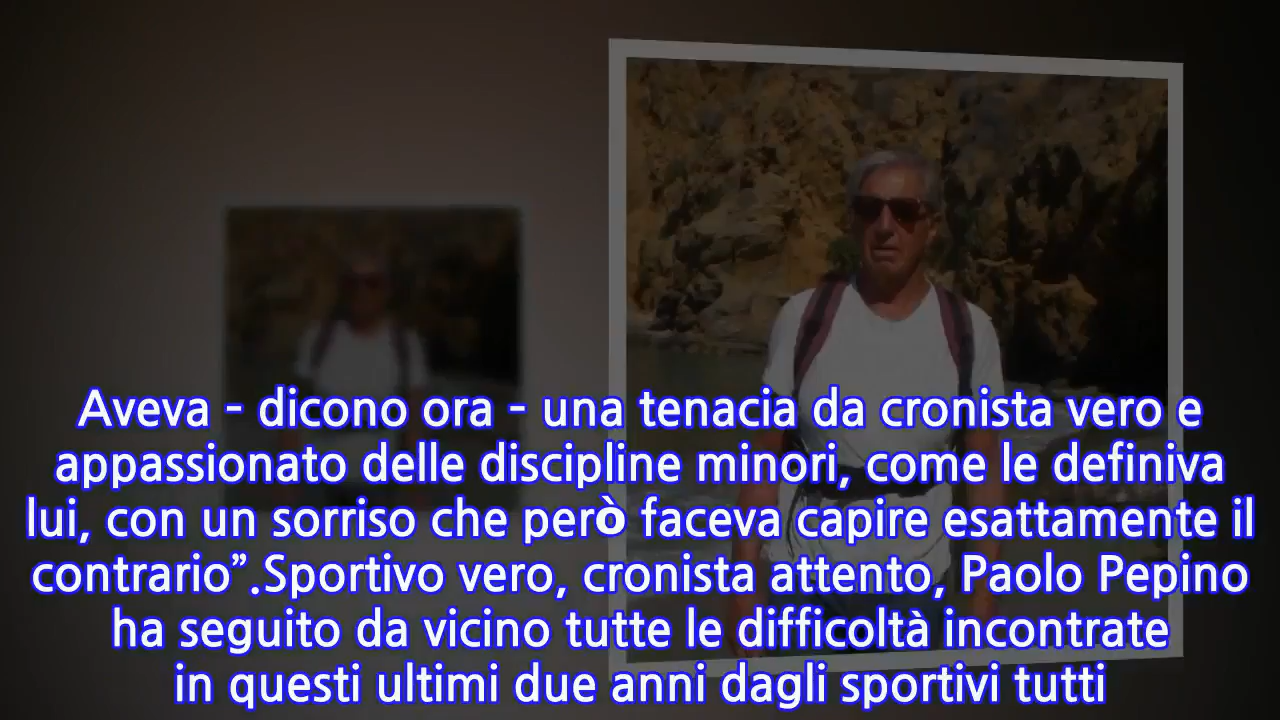 Aveva - dicono ora - una tenacia da cronista vero e
appassionato delle discipline minori, come le definiva
lui, con un sorriso che però faceva capire esattamente il
contrario”.Sportivo vero, cronista attento, Paolo Pepino
ha seguito da vicino tutte le difficoltà incontrate
in questi ultimi due anni dagli sportivi tutti